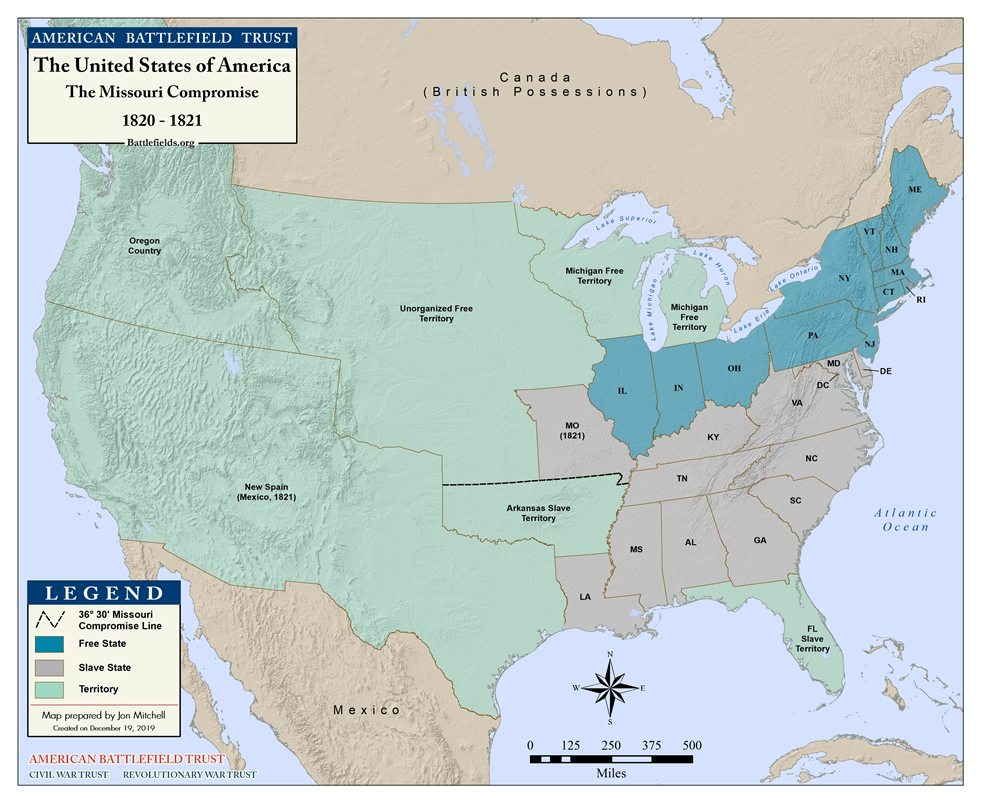 AMERICAN BATTLEFIELD TRUST
The United States of America
The Missouri Compromise
1820 - 1821
Battlefields.org
Canada
(British Possessions)
ME
Lake Superior
VT
NH
Oregon
Country
Michigan Free
Territory
Lake Huron
Lake Ontario
NY
MA
CT
RI
Lake Michigan
Unorganized Free
Territory
Michigan
Free
Territory
Lake Erie
PA
NJ
OH
MD
DE
DC
IL
IN
VA
MO
(1821)
KY
NC
TN
New Spain
(Mexico, 1821)
Arkansas Slave
Territory
SC
Atlantic
Ocean
MS
AL
GA
LA
FL
Slave
Territory
LEGEND
36° 30' Missouri
Compromise Line
Free State
Slave State
Territory
Map prepared by Jon Mitchell
Created on December 19, 2019
N
W
E
S
Mexico
0 125 250 375 500
Miles
AMERICAN BATTLEFIELD TRUST
CIVIL WAR TRUST REVOLUTIONARY WAR TRUST